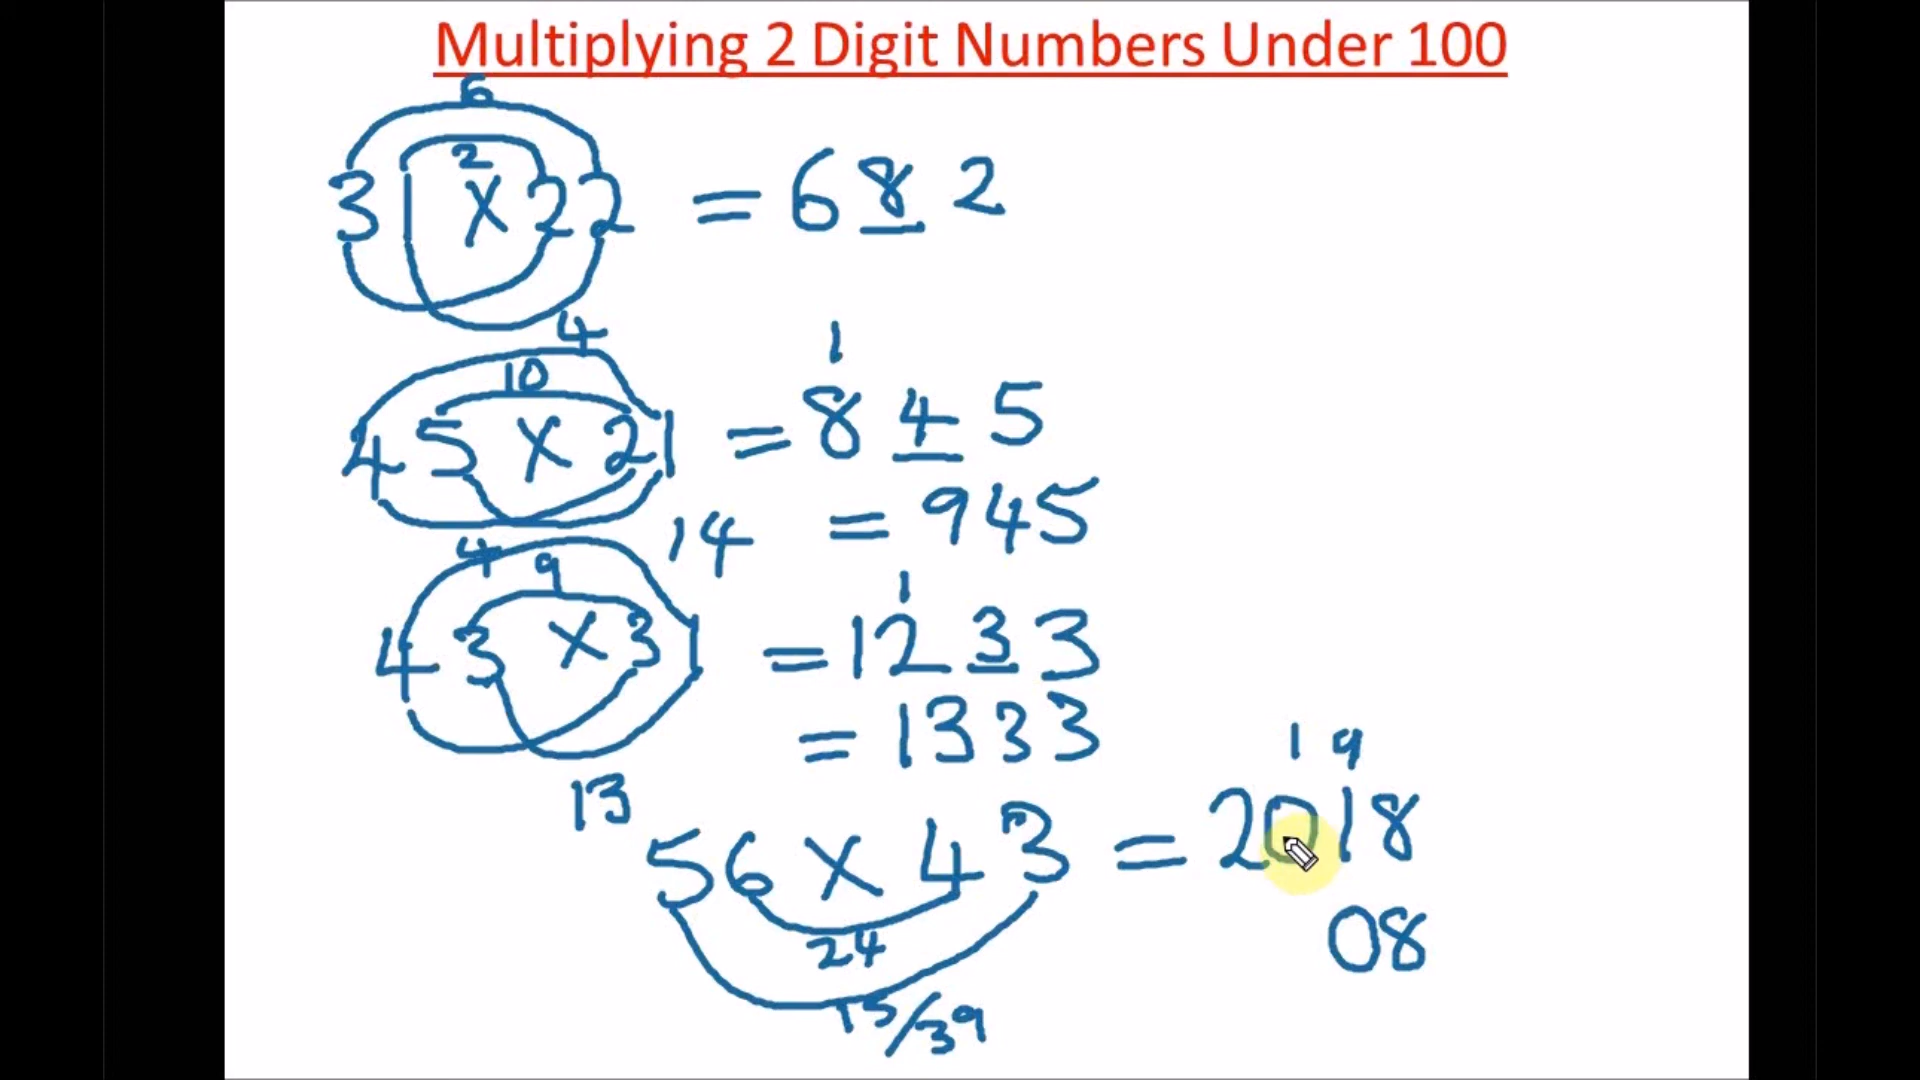 Multiplying 2 Digit Numbers Under 100
6
2
31 X 22 = 682
4
10
1
45 X 21 = 845
14 = 945
4 9
1
43 X 31 = 1233
= 1333
13
1 9
56 X 43 = 2018
24
08
15/39